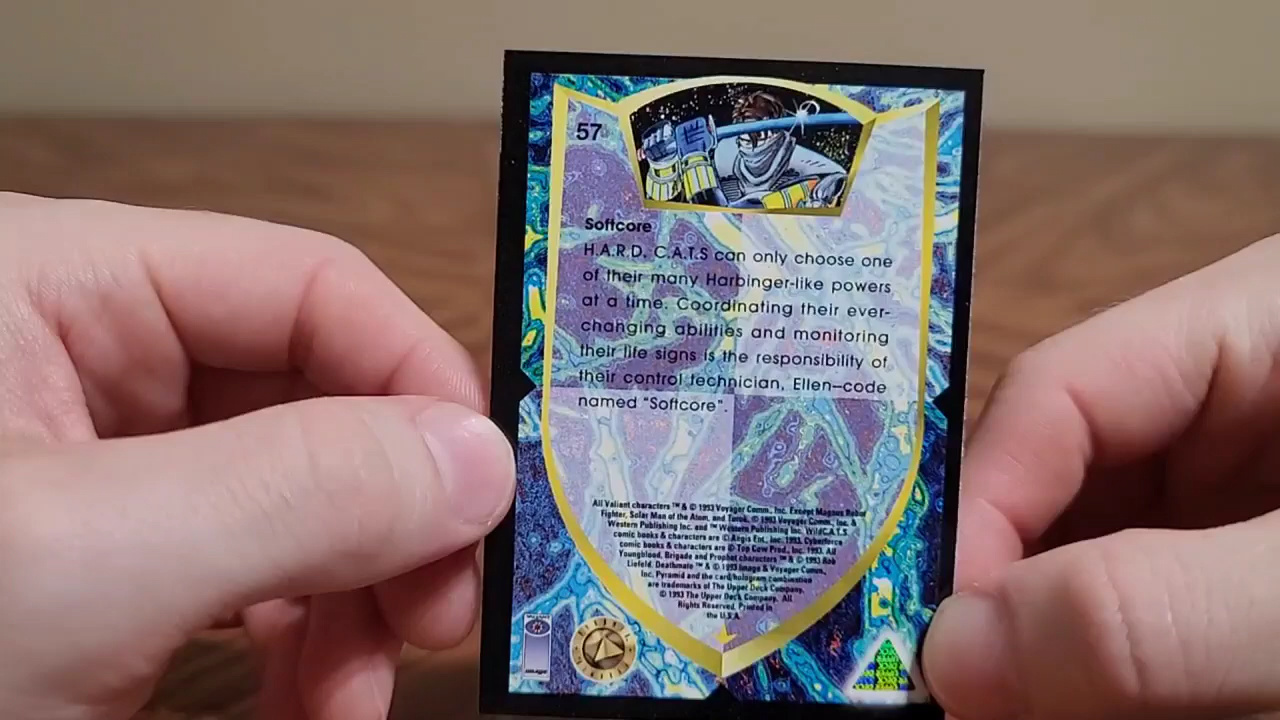 57
Softcore
H.A.R.D. C.A.T.S can only choose one
of their many Harbinger-like powers
at a time. Coordinating their ever-
changing abilities and monitoring
their life signs is the responsibility of
their control technician, Ellen–code
named "Softcore".
All Valiant characters ™ & © 1993 Voyager Comm., Inc. Except Magnus Robot
Fighter, Solar Man of the Atom, and Turok, © 1993 Voyager Comm., Inc. &
Western Publishing Inc. and ™ Western Publishing Inc. WildC.A.T.S.
comic books & characters are © Aegis Ent., Inc. 1993. Cyberforce
comic books & characters are © Top Cow Prod., Inc. 1993. All
Youngblood, Brigade and Prophet characters ™ & © 1993 Rob
Liefeld. Deathmate ™ & © 1993 Image & Voyager Comm.,
Inc. Pyramid and the card/hologram combination
are trademarks of The Upper Deck Company.
© 1993 The Upper Deck Company. All
Rights Reserved. Printed in
the U.S.A.